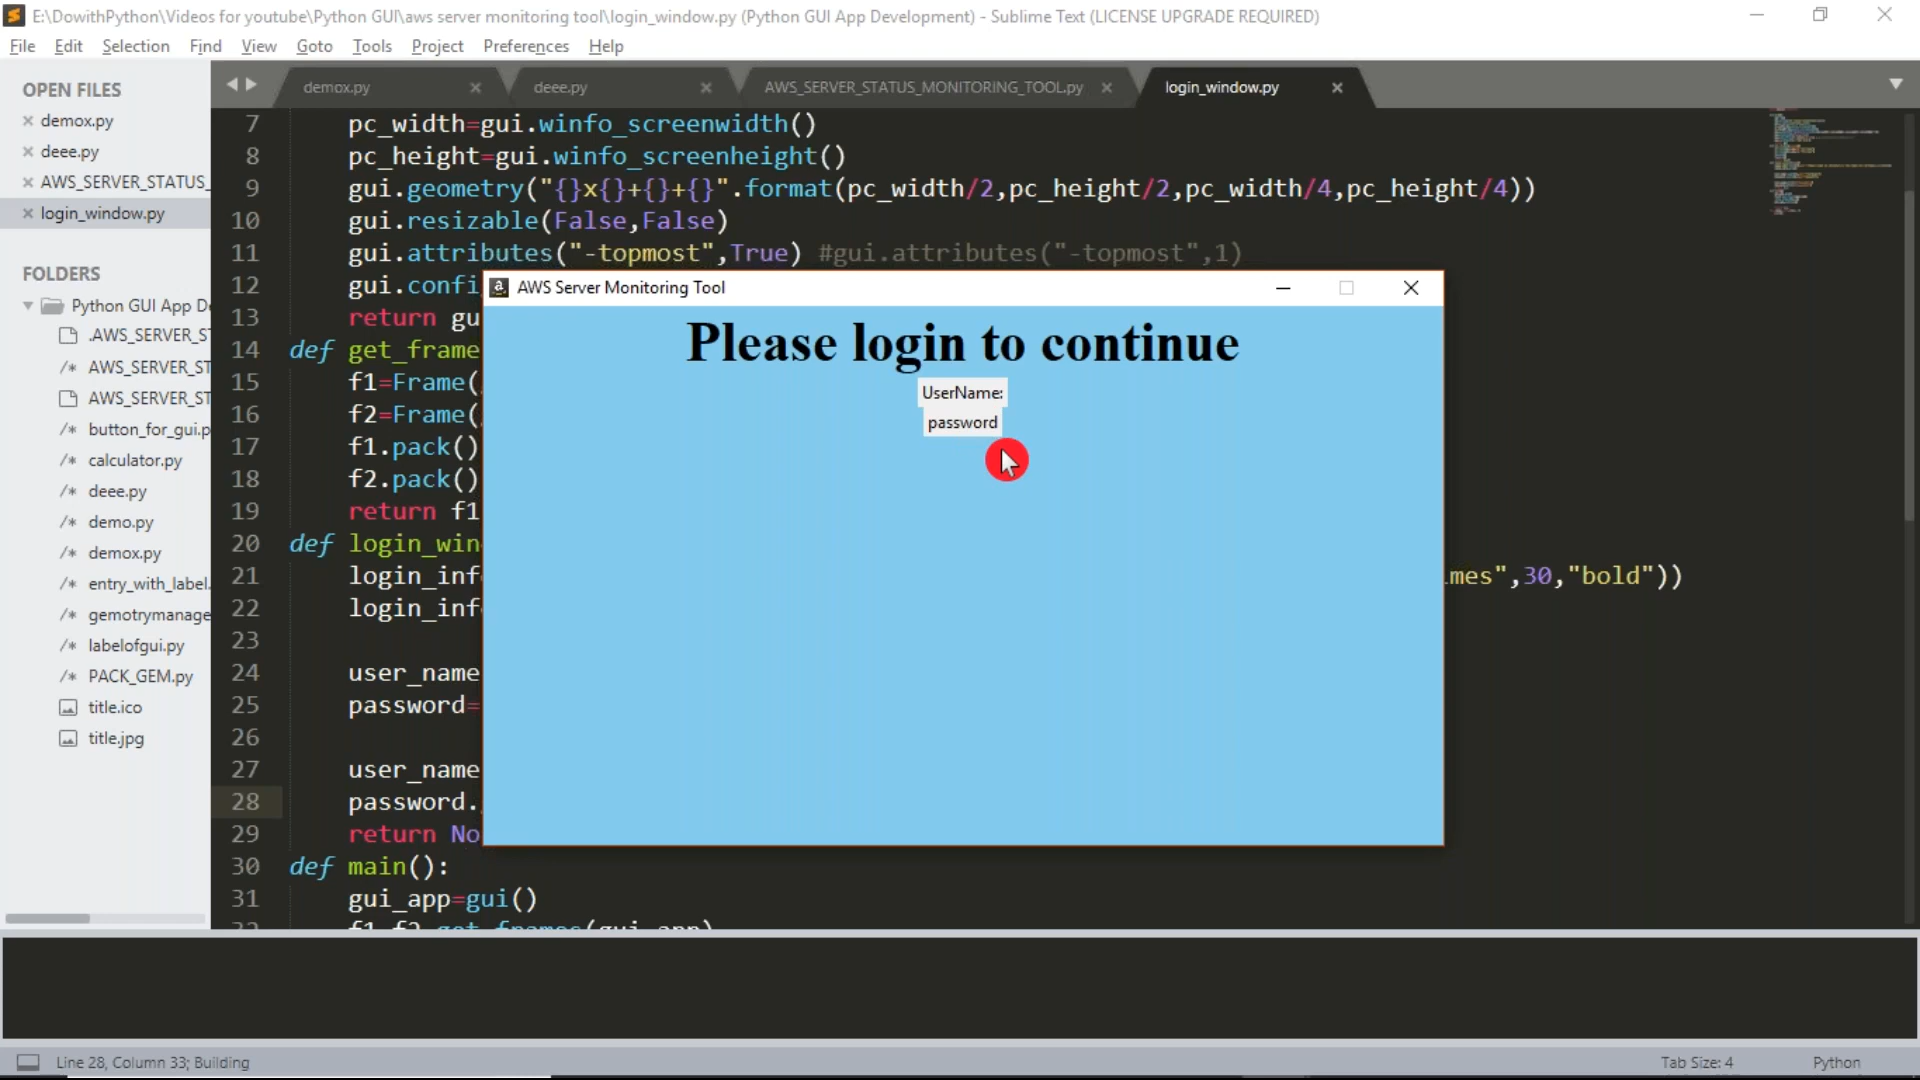 E:\DowithPython\Videos for youtube\Python GUI\aws server monitoring tool\login_window.py (Python GUI App Development) - Sublime Text (LICENSE UPGRADE REQUIRED)
File Edit Selection Find View Goto Tools Project Preferences Help
OPEN FILES
demox.py
deee.py
AWS_SERVER_STATUS_
login_window.py
FOLDERS
Python GUI App De
.AWS_SERVER_ST
AWS_SERVER_ST
AWS_SERVER_ST
button_for_gui.p
calculator.py
deee.py
demo.py
demox.py
entry_with_label.
gemotrymanage
labelofgui.py
PACK_GEM.py
title.ico
title.jpg
demox.py deee.py AWS_SERVER_STATUS_MONITORING_TOOL.py login_window.py
7 pc_width=gui.winfo_screenwidth()
8 pc_height=gui.winfo_screenheight()
9 gui.geometry("{}x{}+{}+{}".format(pc_width/2,pc_height/2,pc_width/4,pc_height/4))
10 gui.resizable(False,False)
11 gui.attributes("-topmost",True) #gui.attributes("-topmost",1)
12 gui.confi
13 return gu
14 def get_frame
15 f1=Frame(
16 f2=Frame(
17 f1.pack()
18 f2.pack()
19 return f1
20 def login_win
21 login_inf mes",30,"bold"))
22 login_inf
23
24 user_name
25 password=
26
27 user_name
28 password.
29 return No
30 def main():
31 gui_app=gui()
32 f1,f2=get_frames(gui_app)
AWS Server Monitoring Tool
Please login to continue
UserName:
password
Line 28, Column 33; Building
Tab Size: 4 Python